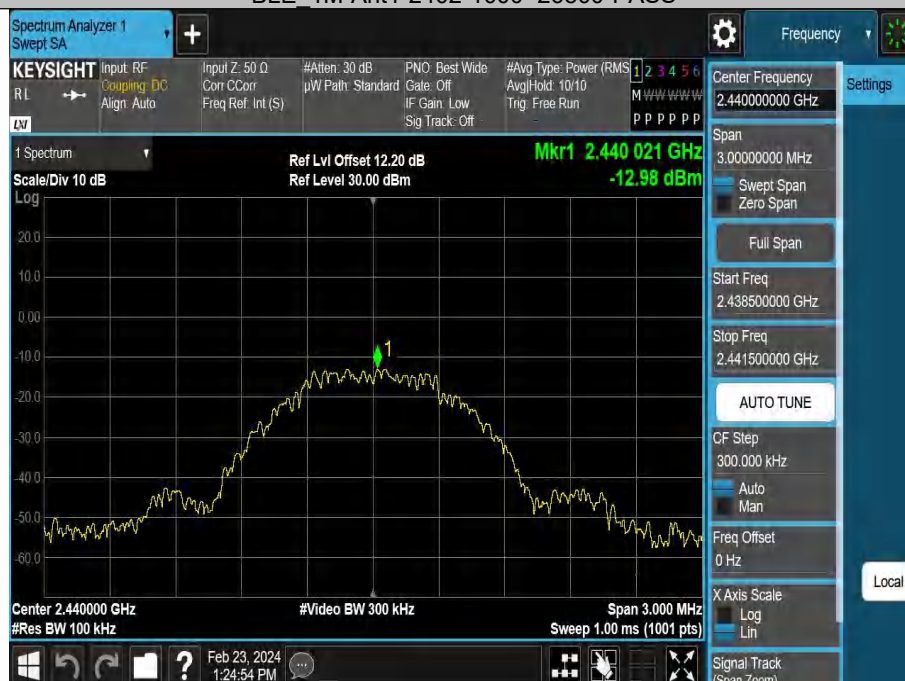 Spectrum Analyzer 1
Swept SA
Frequency
KEYSIGHT
RL
LXI
Input: RF
Coupling: DC
Align: Auto
Input Z: 50 Ω
Corr CCorr
Freq Ref: Int (S)
#Atten: 30 dB
µW Path: Standard
PNO: Best Wide
Gate: Off
IF Gain: Low
Sig Track: Off
#Avg Type: Power (RMS
Avg|Hold: 10/10
Trig: Free Run
1 2 3 4 5 6
M W W W W W
P P P P P P
Center Frequency
2.440000000 GHz
Settings
Span
3.00000000 MHz
Swept Span
Zero Span
Full Span
Start Freq
2.438500000 GHz
Stop Freq
2.441500000 GHz
AUTO TUNE
CF Step
300.000 kHz
Auto
Man
Freq Offset
0 Hz
X Axis Scale
Log
Lin
Local
Signal Track
(Span Zoom)
1 Spectrum
Scale/Div 10 dB
Log
Ref Lvl Offset 12.20 dB
Ref Level 30.00 dBm
Mkr1 2.440 021 GHz
-12.98 dBm
20.0
10.0
0.00
-10.0
-20.0
-30.0
-40.0
-50.0
-60.0
1
Center 2.440000 GHz
#Res BW 100 kHz
#Video BW 300 kHz
Span 3.000 MHz
Sweep 1.00 ms (1001 pts)
Feb 23, 2024
1:24:54 PM